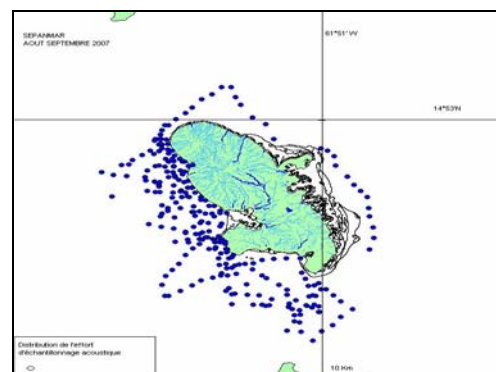 SEPANMAR
AOUT SEPTEMBRE 2007
61°51' W
14°53'N
Distribution de l'effort
d'échantillonnage acoustique
10 Km